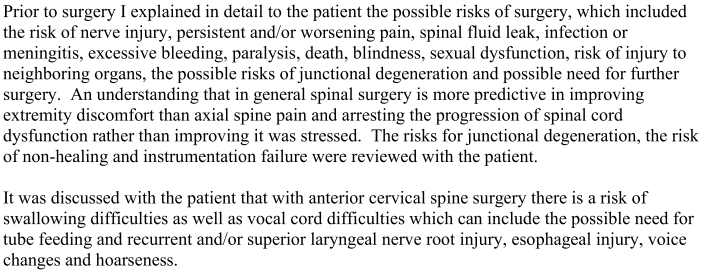 Prior to surgery I explained in detail to the patient the possible risks of surgery, which included
the risk of nerve injury, persistent and/or worsening pain, spinal fluid leak, infection or
meningitis, excessive bleeding, paralysis, death, blindness, sexual dysfunction, risk of injury to
neighboring organs, the possible risks of junctional degeneration and possible need for further
surgery.  An understanding that in general spinal surgery is more predictive in improving
extremity discomfort than axial spine pain and arresting the progression of spinal cord
dysfunction rather than improving it was stressed.  The risks for junctional degeneration, the risk
of non-healing and instrumentation failure were reviewed with the patient.

It was discussed with the patient that with anterior cervical spine surgery there is a risk of
swallowing difficulties as well as vocal cord difficulties which can include the possible need for
tube feeding and recurrent and/or superior laryngeal nerve root injury, esophageal injury, voice
changes and hoarseness.